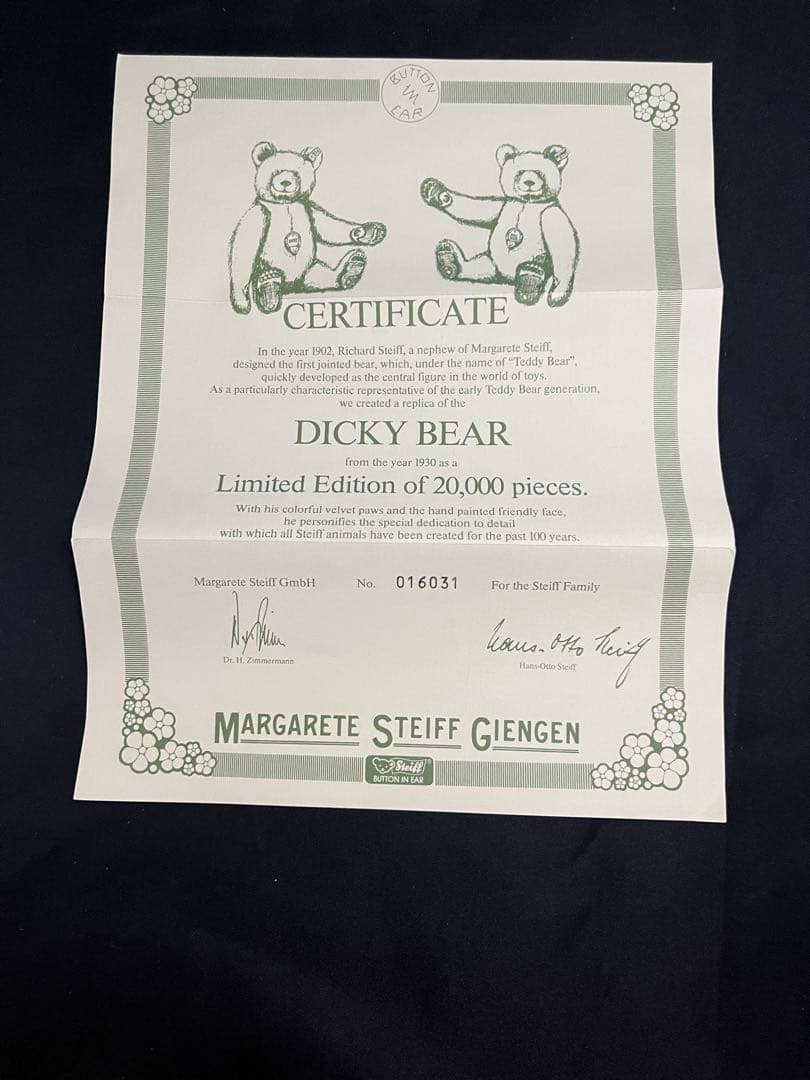 BUTTON
IN
EAR
CERTIFICATE
In the year 1902, Richard Steiff, a nephew of Margarete Steiff,
designed the first jointed bear, which, under the name of “Teddy Bear”,
quickly developed as the central figure in the world of toys.
As a particularly characteristic representative of the early Teddy Bear generation,
we created a replica of the
DICKY BEAR
from the year 1930 as a
Limited Edition of 20,000 pieces.
With his colorful velvet paws and the hand painted friendly face,
he personifies the special dedication to detail
with which all Steiff animals have been created for the past 100 years.
Margarete Steiff GmbH No. 016031 For the Steiff Family
Hans-Otto Steiff
Dr. H. Zimmermann Hans-Otto Steiff
MARGARETE STEIFF GIENGEN
Steiff
BUTTON IN EAR